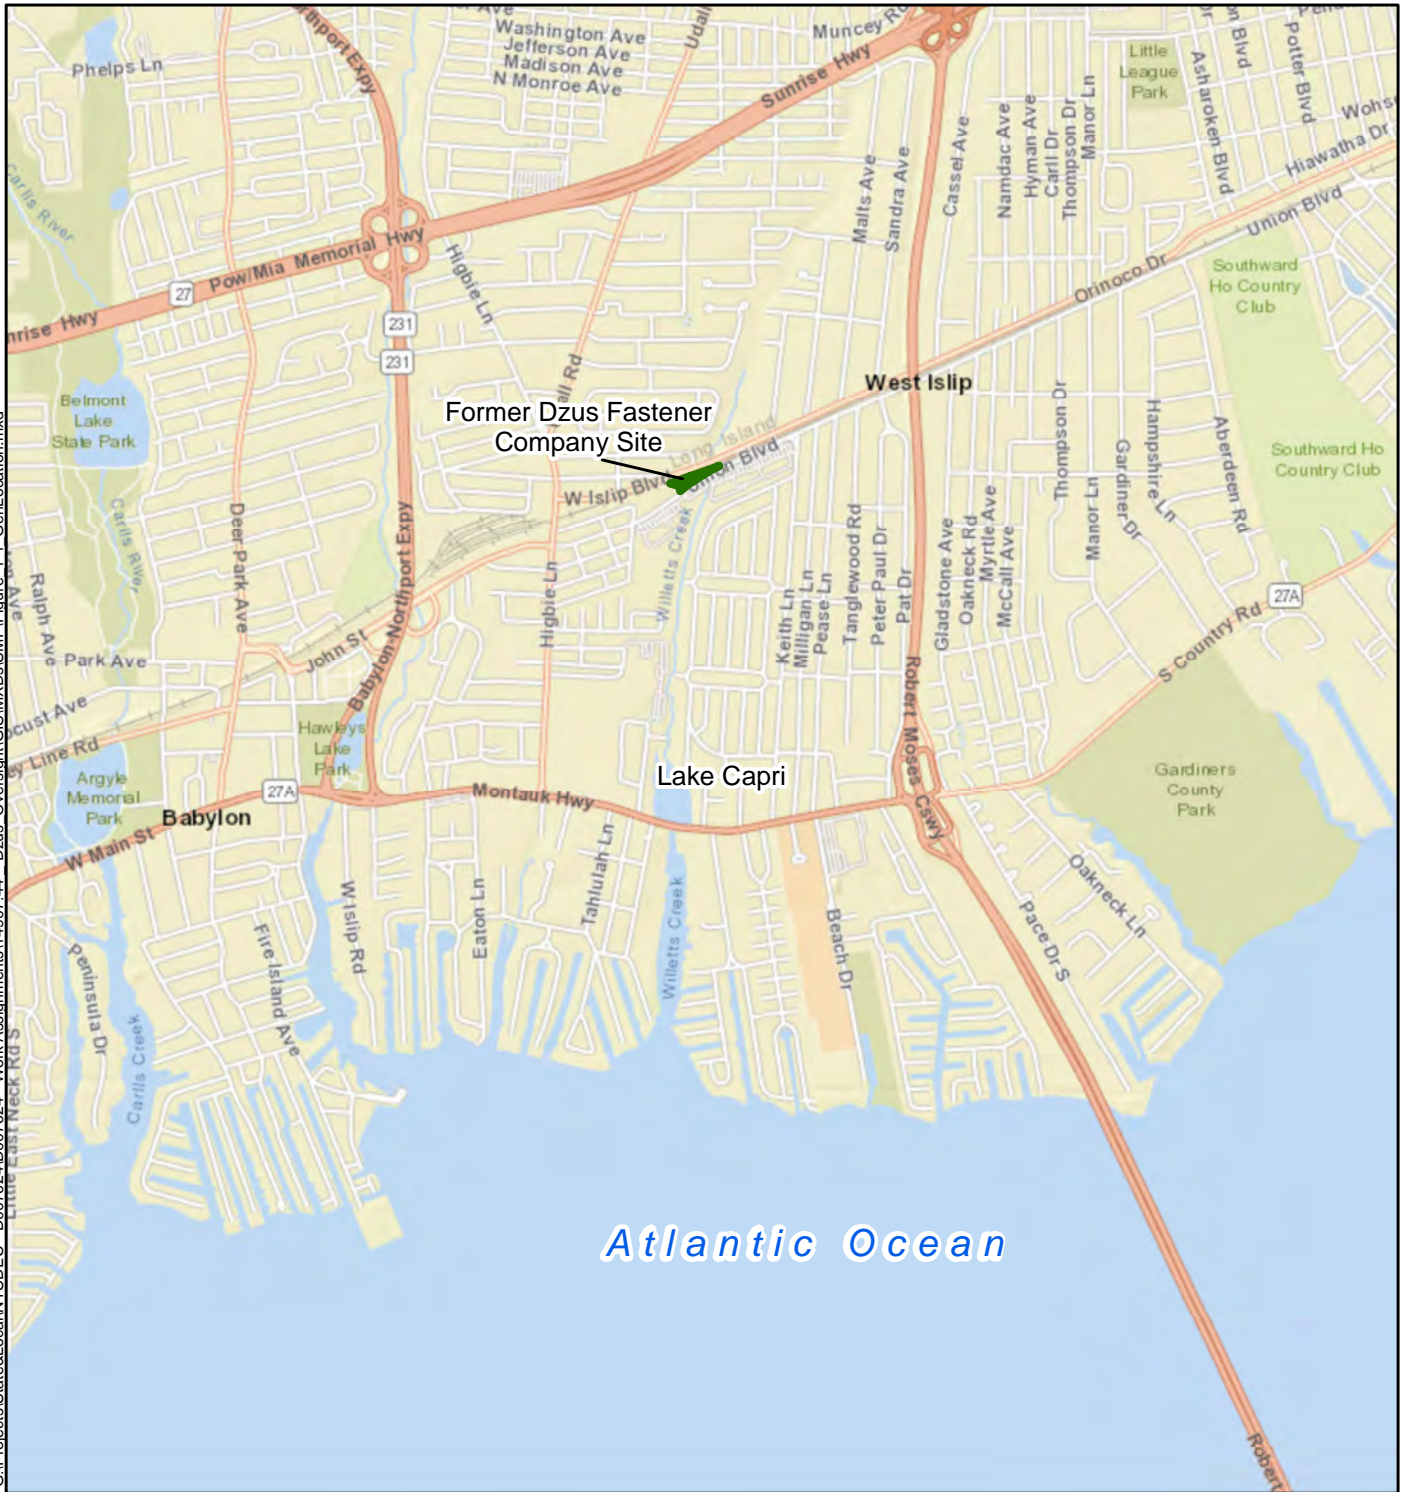 Washington Ave
Jefferson Ave
Madison Ave
N Monroe Ave
Muncey Rd
Phelps Ln
Sunrise Hwy
Little
League
Park
Asharoken Blvd
Potter Blvd
Hiawatha Dr
Union Blvd
Carlls River
Cassel Ave
Namdac Ave
Hyman Ave
Carll Dr
Thompson Dr
Manor Ln
Malts Ave
Sandra Ave
Pow/Mia Memorial Hwy
27
Higbie Ln
231
231
Orinoco Dr
Southward
Ho Country
Club
West Islip
Belmont
Lake
State Park
Former Dzus Fastener
Company Site
Long Island
W Islip Blvd
Union Blvd
Southward Ho
Country Club
Thompson Dr
Manor Ln
Gardiner Dr
Hampshire Ln
Aberdeen Rd
Carlls River
Deer Park Ave
Babylon-Northport Expy
Higbie Ln
Willetts Creek
Keith Ln
Milligan Ln
Pease Ln
Tanglewood Rd
Peter Paul Dr
Pat Dr
Gladstone Ave
Oakneck Rd
Myrtle Ave
McCall Ave
27A
S Country Rd
Ralph Ave
Park Ave
John St
Robert Moses Cswy
Hawleys
Lake
Park
Argyle
Memorial
Park
27A
Babylon
W Main St
Montauk Hwy
Lake Capri
Gardiners
County
Park
Peninsula Dr
Carlls Creek
Fire Island Ave
W Islip Rd
Eaton Ln
Tahlulah Ln
Willetts Creek
Beach Dr
Pace Dr S
Oakneck Ln
Little East Neck Rd S
Atlantic Ocean
Robert